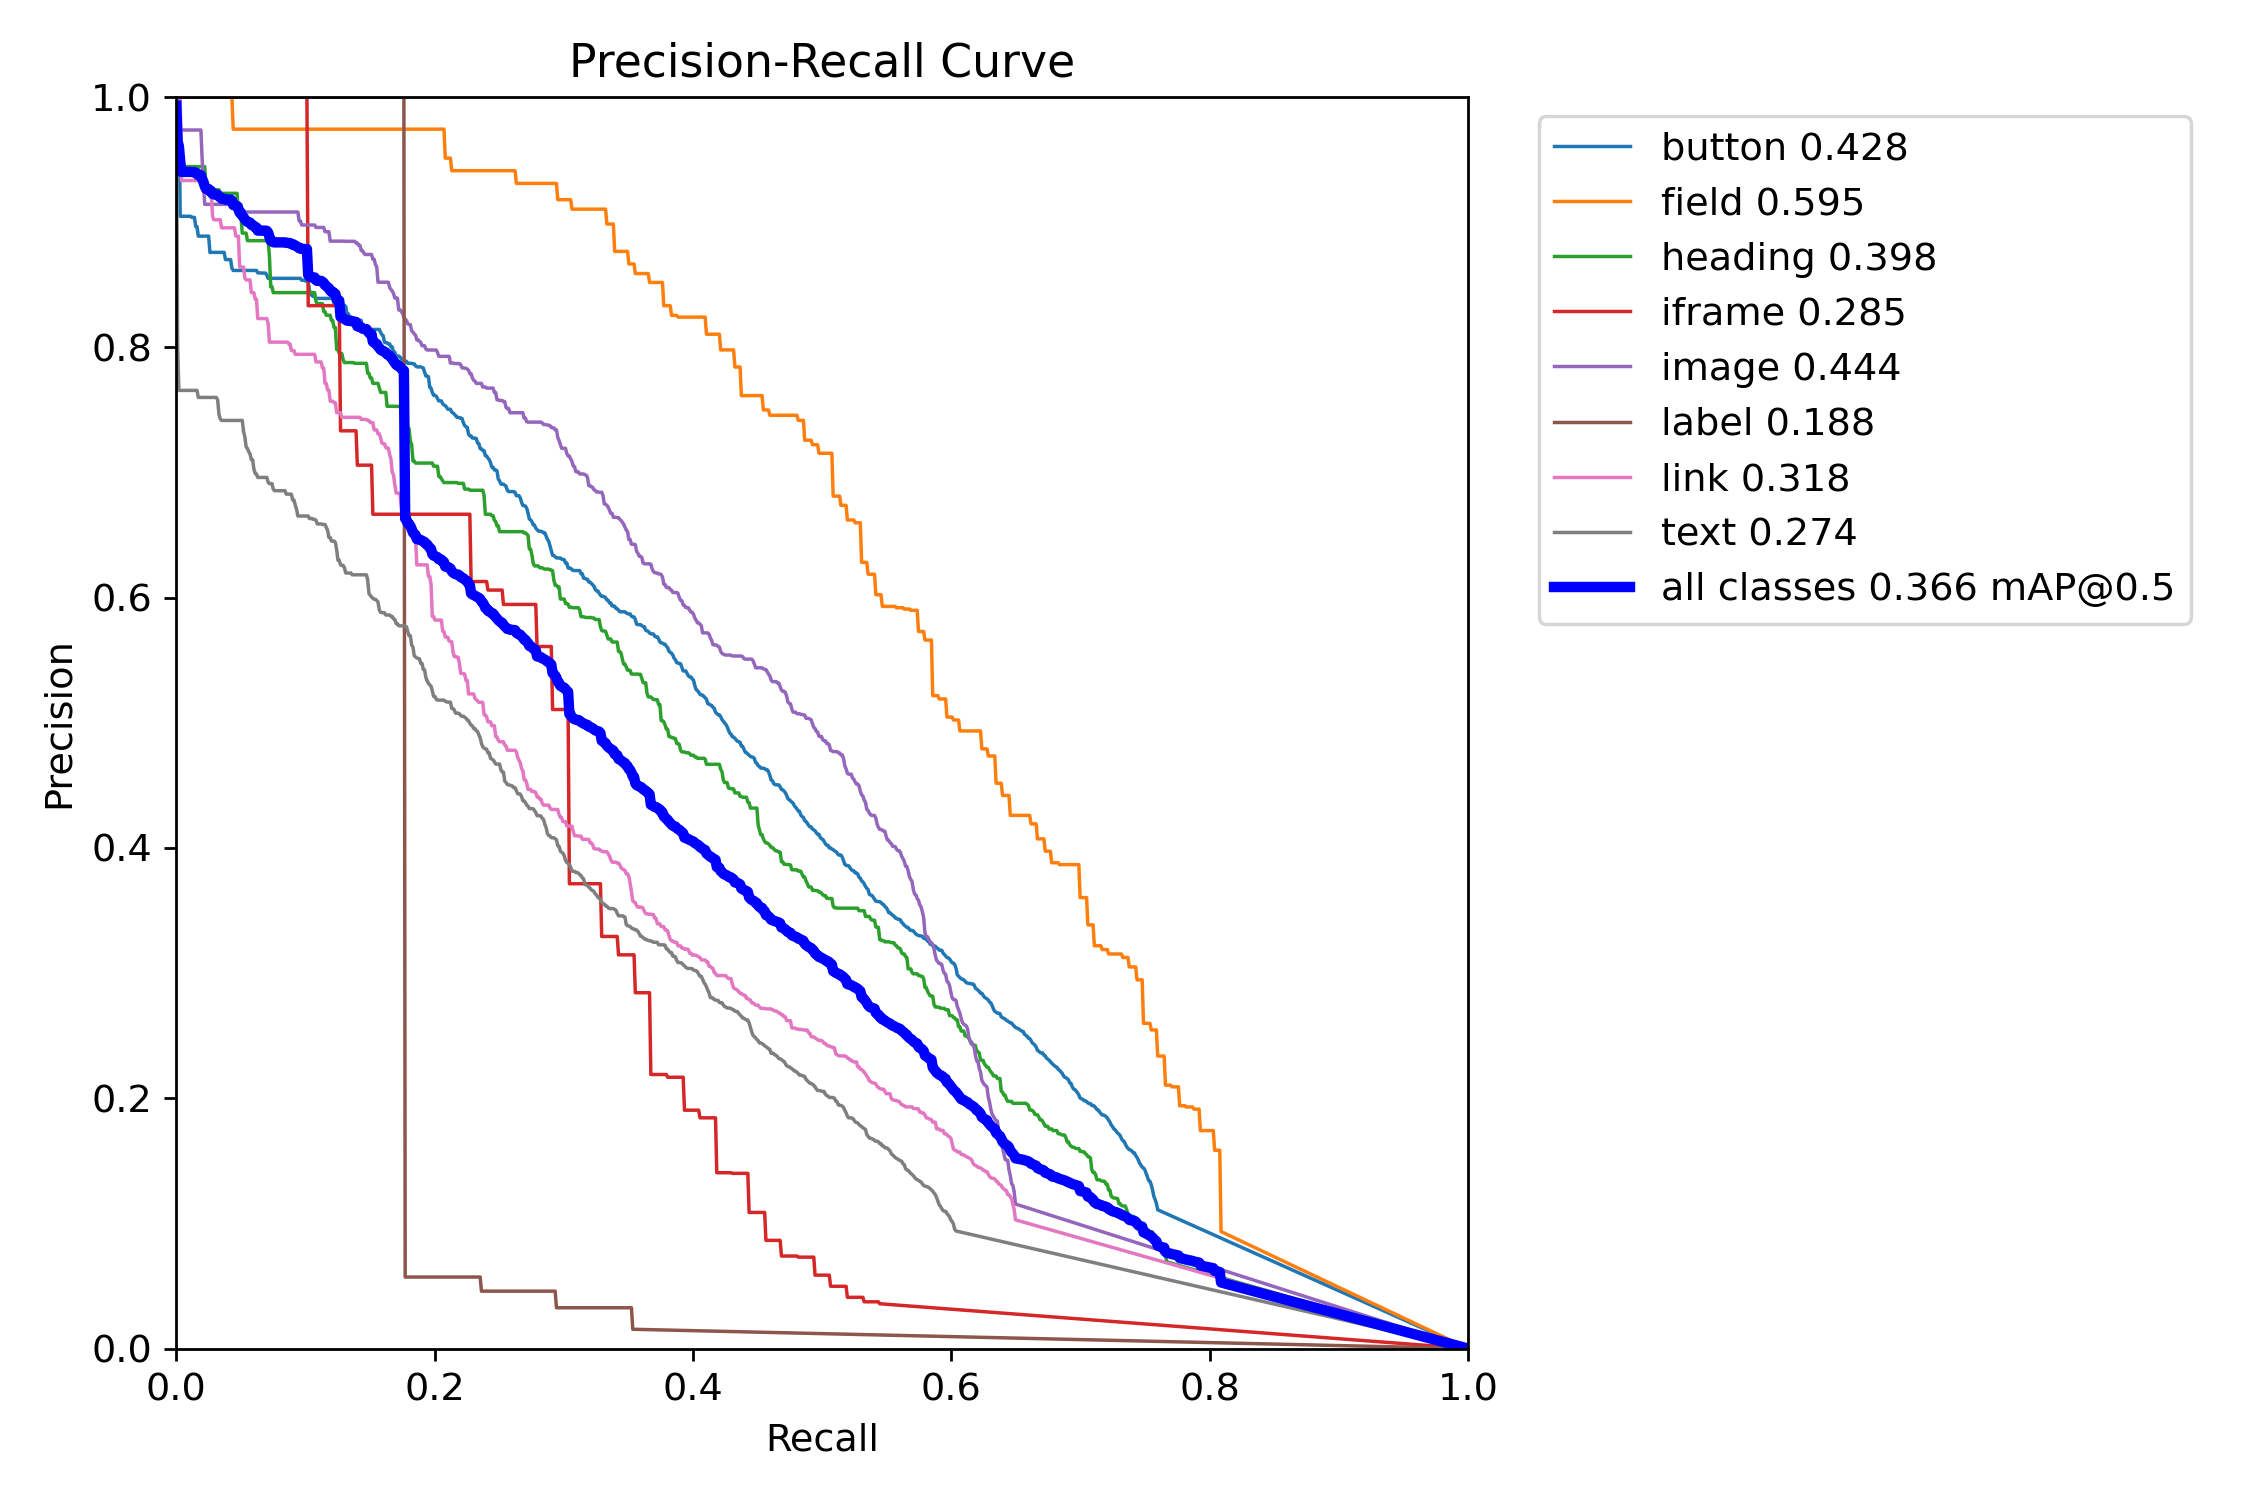 Precision-Recall Curve
1.0
0.8
0.6
0.4
0.2
0.0
Precision
0.0 0.2 0.4 0.6 0.8 1.0
Recall
button 0.428
field 0.595
heading 0.398
iframe 0.285
image 0.444
label 0.188
link 0.318
text 0.274
all classes 0.366 mAP@0.5